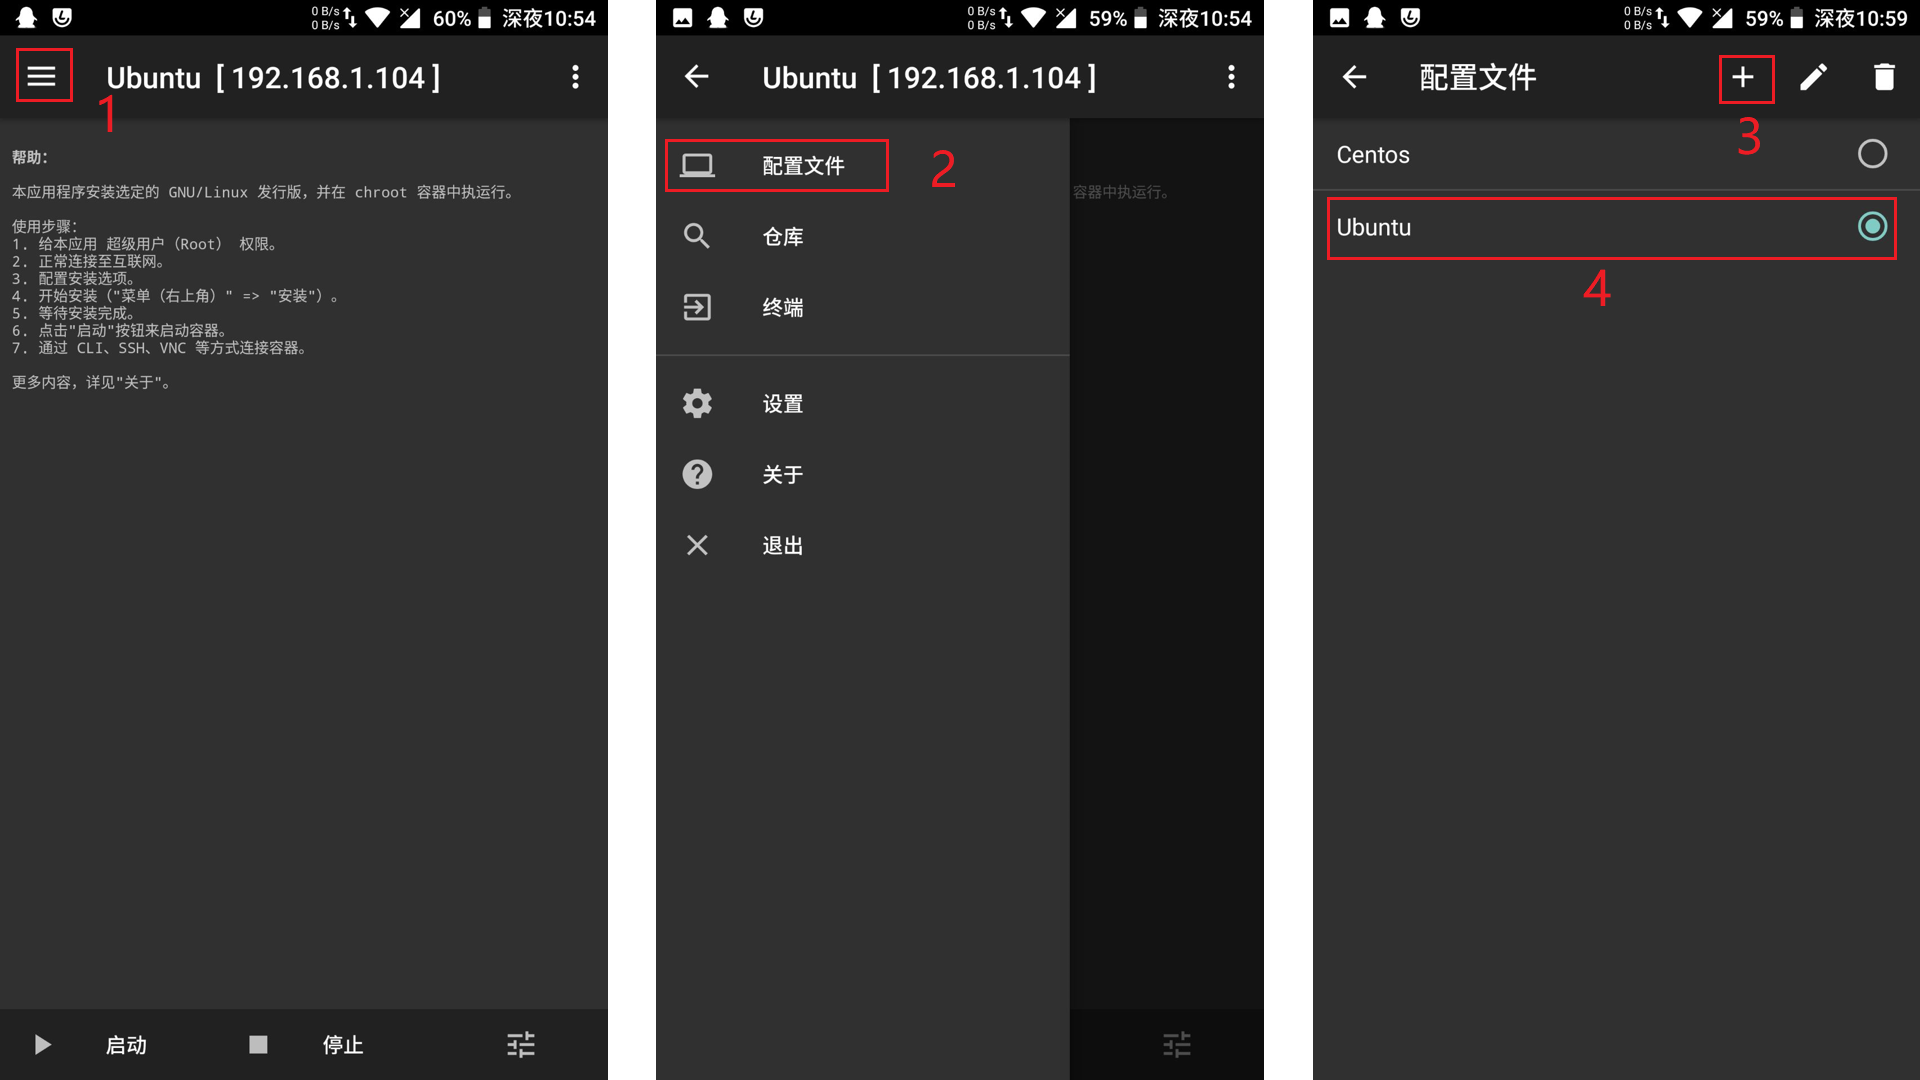 0 B/s
0 B/s
60%
深夜10:54
Ubuntu [ 192.168.1.104 ]
1
帮助:
本应用程序安装选定的 GNU/Linux 发行版，并在 chroot 容器中执运行。
使用步骤:
1. 给本应用 超级用户（Root） 权限。
2. 正常连接至互联网。
3. 配置安装选项。
4. 开始安装（"菜单（右上角）" => "安装"）。
5. 等待安装完成。
6. 点击"启动"按钮来启动容器。
7. 通过 CLI、SSH、VNC 等方式连接容器。
更多内容，详见"关于"。
启动
停止
0 B/s
0 B/s
59%
深夜10:54
Ubuntu [ 192.168.1.104 ]
配置文件
2
容器中执运行。
仓库
终端
设置
关于
退出
0 B/s
0 B/s
59%
深夜10:59
配置文件
3
Centos
Ubuntu
4